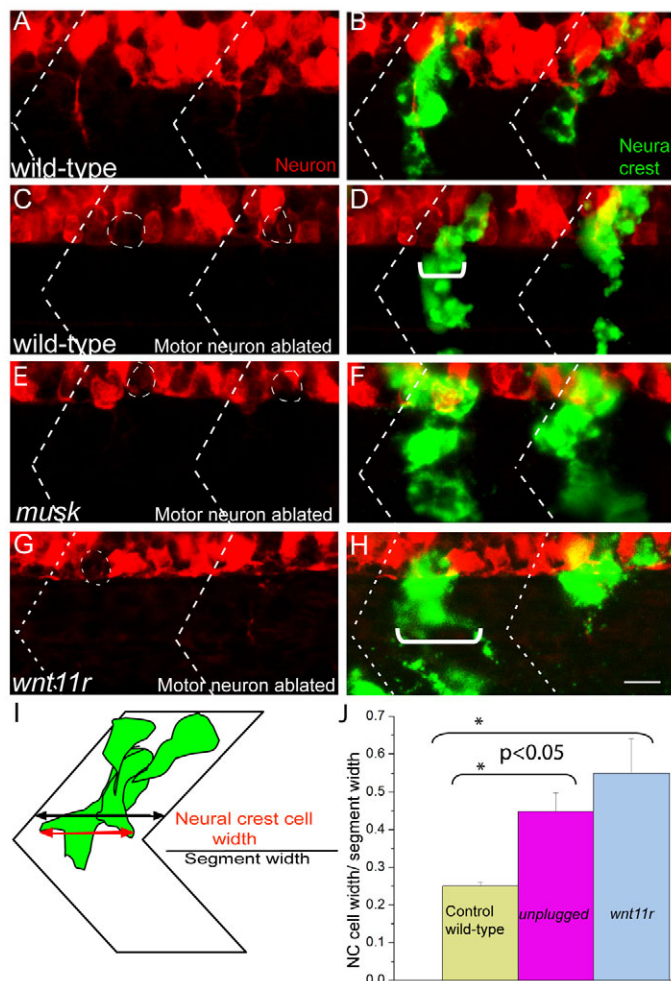 A
B
wild-type
Neuron
Neural
crest
C
D
wild-type
Motor neuron ablated
E
F
musk
Motor neuron ablated
G
H
wnt11r
Motor neuron ablated
I
Neural crest cell
width
Segment width
J
NC cell width/ segment width
0.7
0.6
0.5
0.4
0.3
0.2
0.1
0.0
*
p<0.05
*
Control
wild-type
unplugged
wnt11r